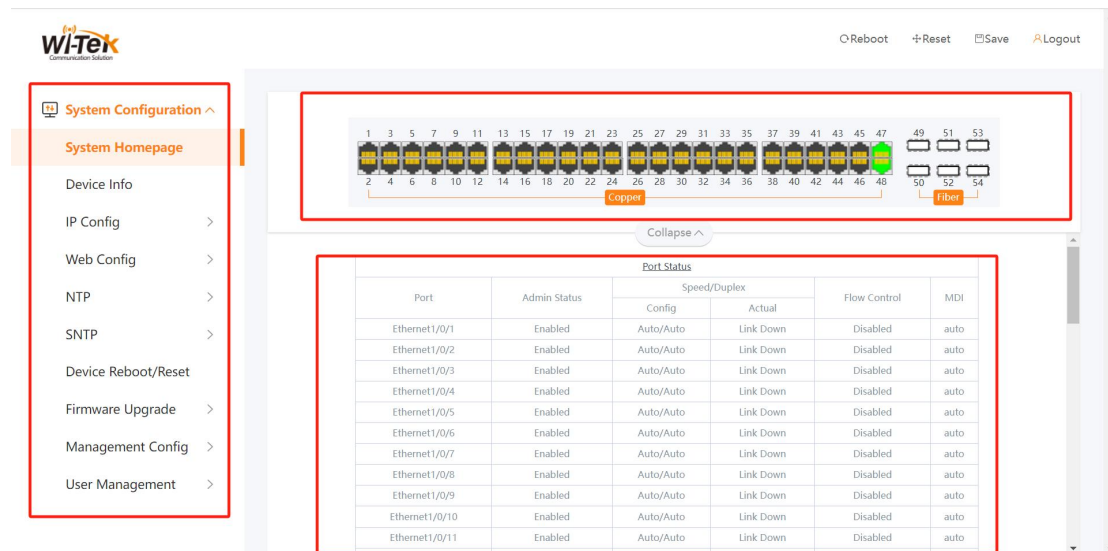 Wi-Tek
Communication Solution
Reboot Reset Save Logout
System Configuration
System Homepage
Device Info
IP Config
Web Config
NTP
SNTP
Device Reboot/Reset
Firmware Upgrade
Management Config
User Management
1 3 5 7 9 11 13 15 17 19 21 23 25 27 29 31 33 35 37 39 41 43 45 47 49 51 53
2 4 6 8 10 12 14 16 18 20 22 24 26 28 30 32 34 36 38 40 42 44 46 48 50 52 54
Copper Fiber
Collapse
Port Status
Port Admin Status Speed/Duplex Flow Control MDI
Config Actual
Ethernet1/0/1 Enabled Auto/Auto Link Down Disabled auto
Ethernet1/0/2 Enabled Auto/Auto Link Down Disabled auto
Ethernet1/0/3 Enabled Auto/Auto Link Down Disabled auto
Ethernet1/0/4 Enabled Auto/Auto Link Down Disabled auto
Ethernet1/0/5 Enabled Auto/Auto Link Down Disabled auto
Ethernet1/0/6 Enabled Auto/Auto Link Down Disabled auto
Ethernet1/0/7 Enabled Auto/Auto Link Down Disabled auto
Ethernet1/0/8 Enabled Auto/Auto Link Down Disabled auto
Ethernet1/0/9 Enabled Auto/Auto Link Down Disabled auto
Ethernet1/0/10 Enabled Auto/Auto Link Down Disabled auto
Ethernet1/0/11 Enabled Auto/Auto Link Down Disabled auto